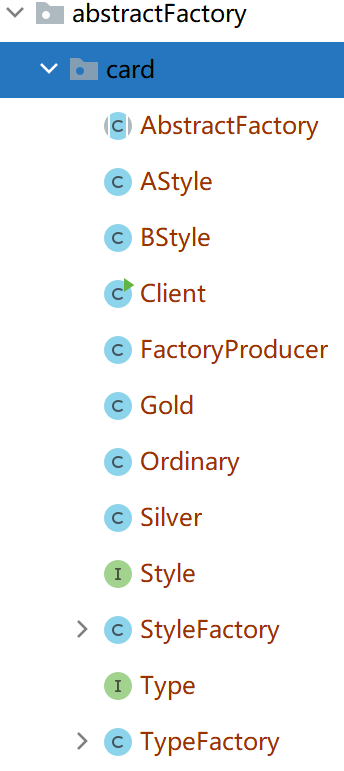 abstractFactory
card
AbstractFactory
AStyle
BStyle
Client
FactoryProducer
Gold
Ordinary
Silver
Style
StyleFactory
Type
TypeFactory